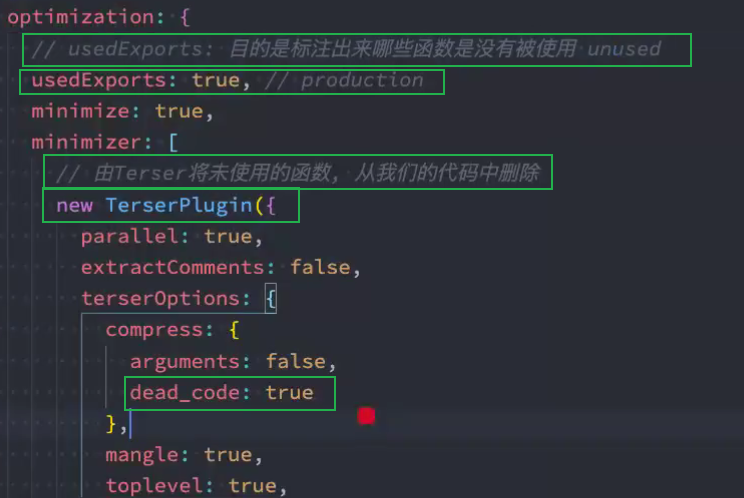 optimization: {
// usedExports: 目的是标注出来哪些函数是没有被使用 unused
usedExports: true, // production
minimize: true,
minimizer: [
// 由Terser将未使用的函数, 从我们的代码中删除
new TerserPlugin({
parallel: true,
extractComments: false,
terserOptions: {
compress: {
arguments: false,
dead_code: true
},
mangle: true,
toplevel: true,